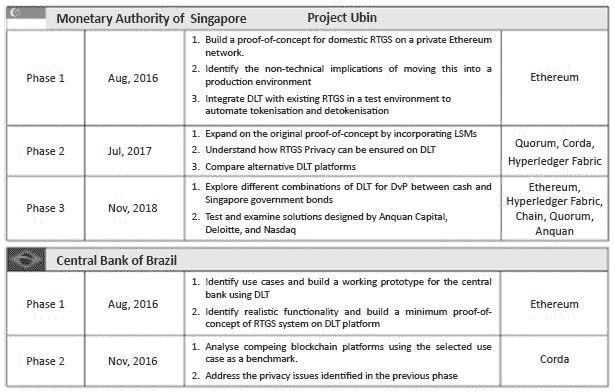 Monetary Authority of Singapore Project Ubin
Phase 1
Aug, 2016
1. Build a proof-of-concept for domestic RTGS on a private Ethereum
network.
2. Identify the non-technical implications of moving this into a
production environment
3. Integrate DLT with existing RTGS in a test environment to
automate tokenisation and detokenisation
Ethereum
Phase 2
Jul, 2017
1. Expand on the original proof-of-concept by incorporating LSMs
2. Understand how RTGS Privacy can be ensured on DLT
3. Compare alternative DLT platforms
Quorum, Corda,
Hyperledger Fabric
Phase 3
Nov, 2018
1. Explore different combinations of DLT for DvP between cash and
Singapore government bonds
2. Test and examine solutions designed by Anquan Capital,
Deloitte, and Nasdaq
Ethereum,
Hyperledger Fabric,
Chain, Quorum,
Anquan
Central Bank of Brazil
Phase 1
Aug, 2016
1. Identify use cases and build a working prototype for the central
bank using DLT
2. Identify realistic functionality and build a minimum proof-of-
concept of RTGS system on DLT platform
Ethereum
Phase 2
Nov, 2016
1. Analyse compeing blockchain platforms using the selected use
case as a benchmark.
2. Address the privacy issues identified in the previous phase
Corda